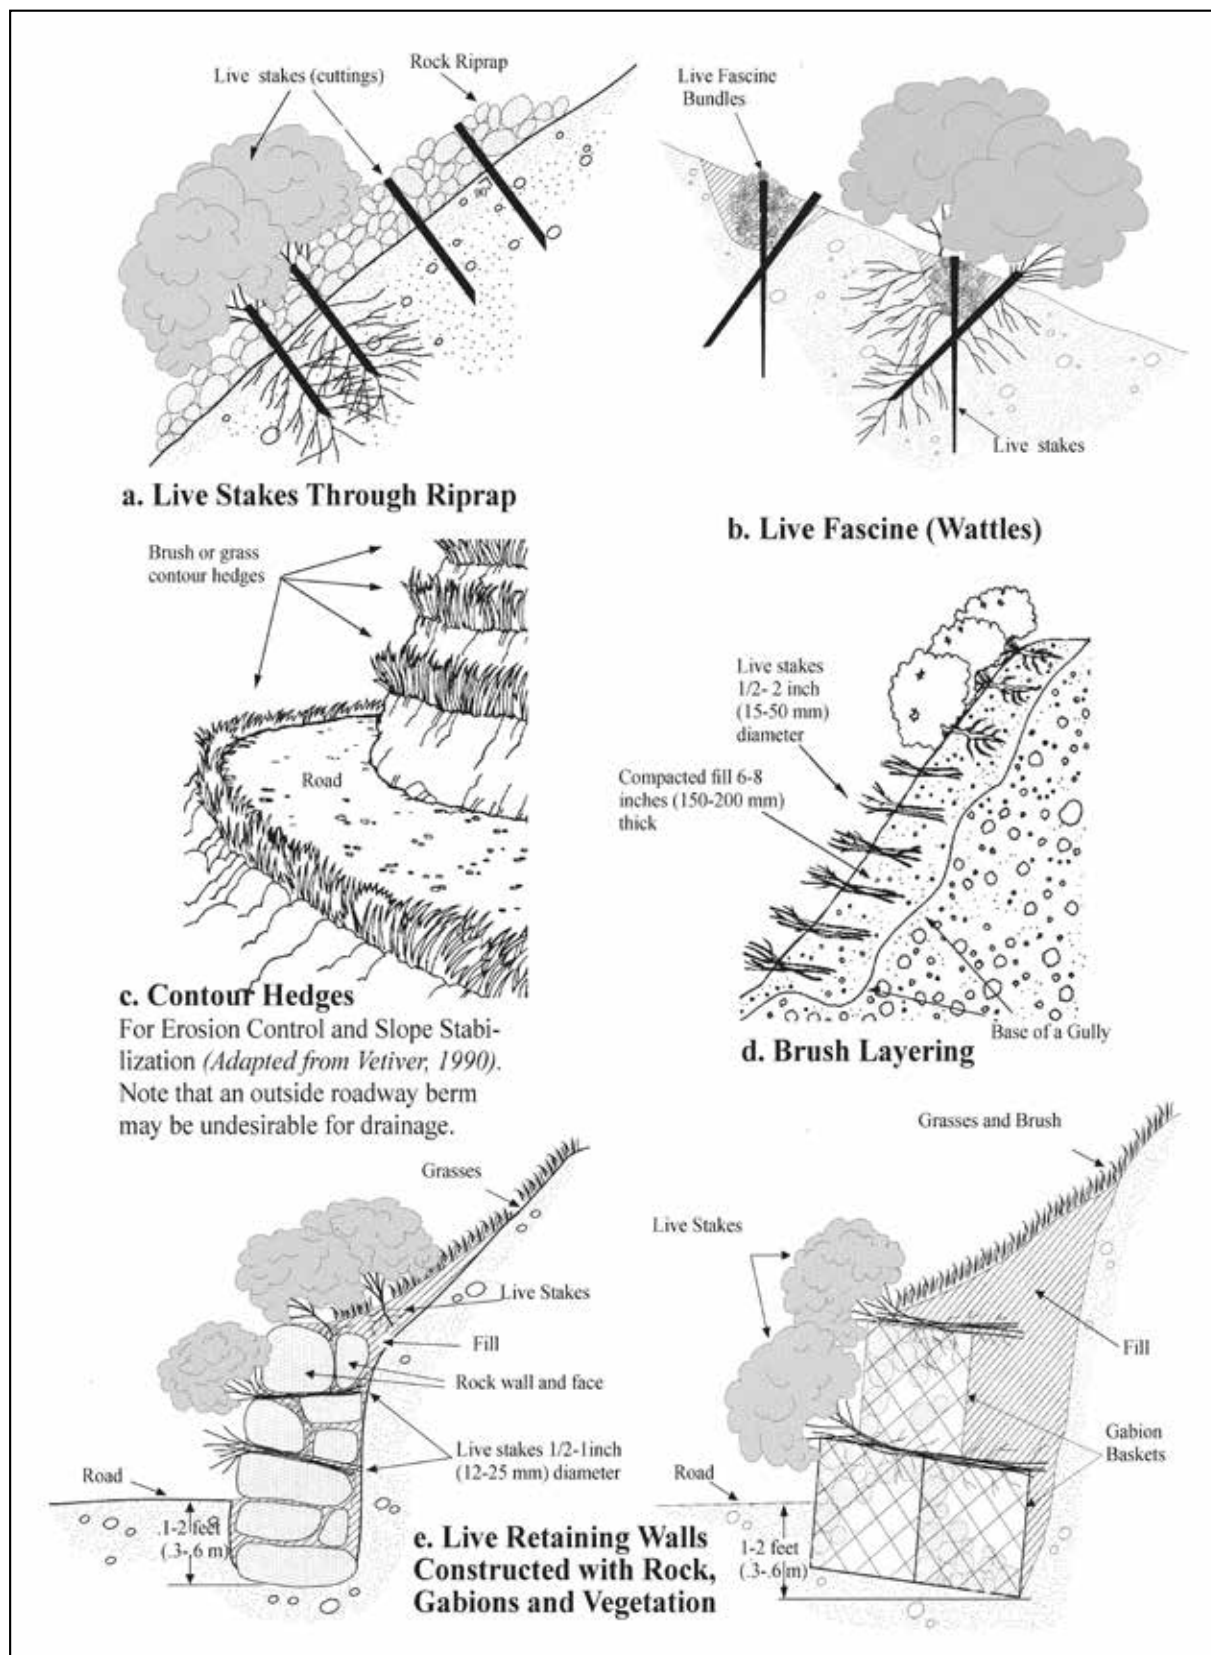 Live stakes (cuttings)
Rock Riprap
90°
a. Live Stakes Through Riprap
Live Fascine
Bundles
Live stakes
b. Live Fascine (Wattles)
Brush or grass
contour hedges
Road
c. Contour Hedges
For Erosion Control and Slope Stabi-
lization (Adapted from Vetiver, 1990).
Note that an outside roadway berm
may be undesirable for drainage.
Live stakes
1/2- 2 inch
(15-50 mm)
diameter
Compacted fill 6-8
inches (150-200 mm)
thick
Base of a Gully
d. Brush Layering
Grasses
Live Stakes
Fill
Rock wall and face
Live stakes 1/2-1inch
(12-25 mm) diameter
Road
.1-2 feet
(.3-.6 m)
Grasses and Brush
Live Stakes
Fill
Gabion
Baskets
Road
1-2 feet
(.3-.6 m)
e. Live Retaining Walls
Constructed with Rock,
Gabions and Vegetation